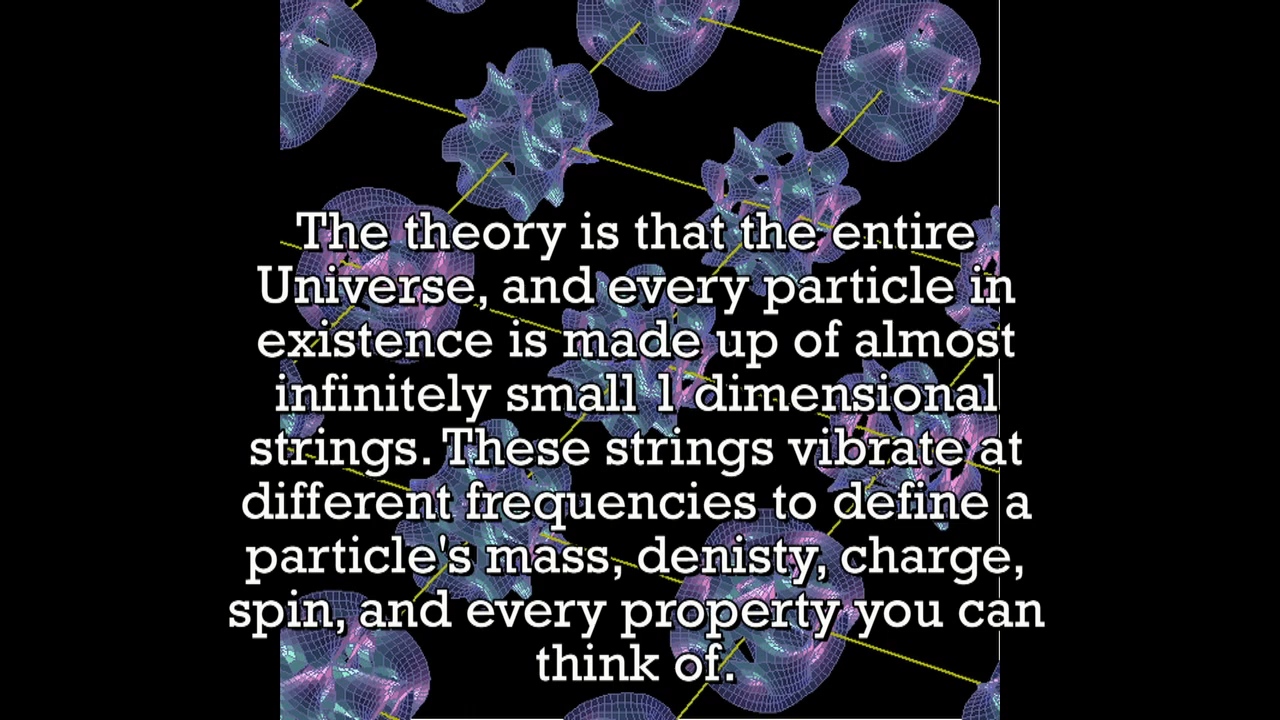 The theory is that the entire
Universe, and every particle in
existence is made up of almost
infinitely small 1 dimensional
strings. These strings vibrate at
different frequencies to define a
particle's mass, denisty, charge,
spin, and every property you can
think of.